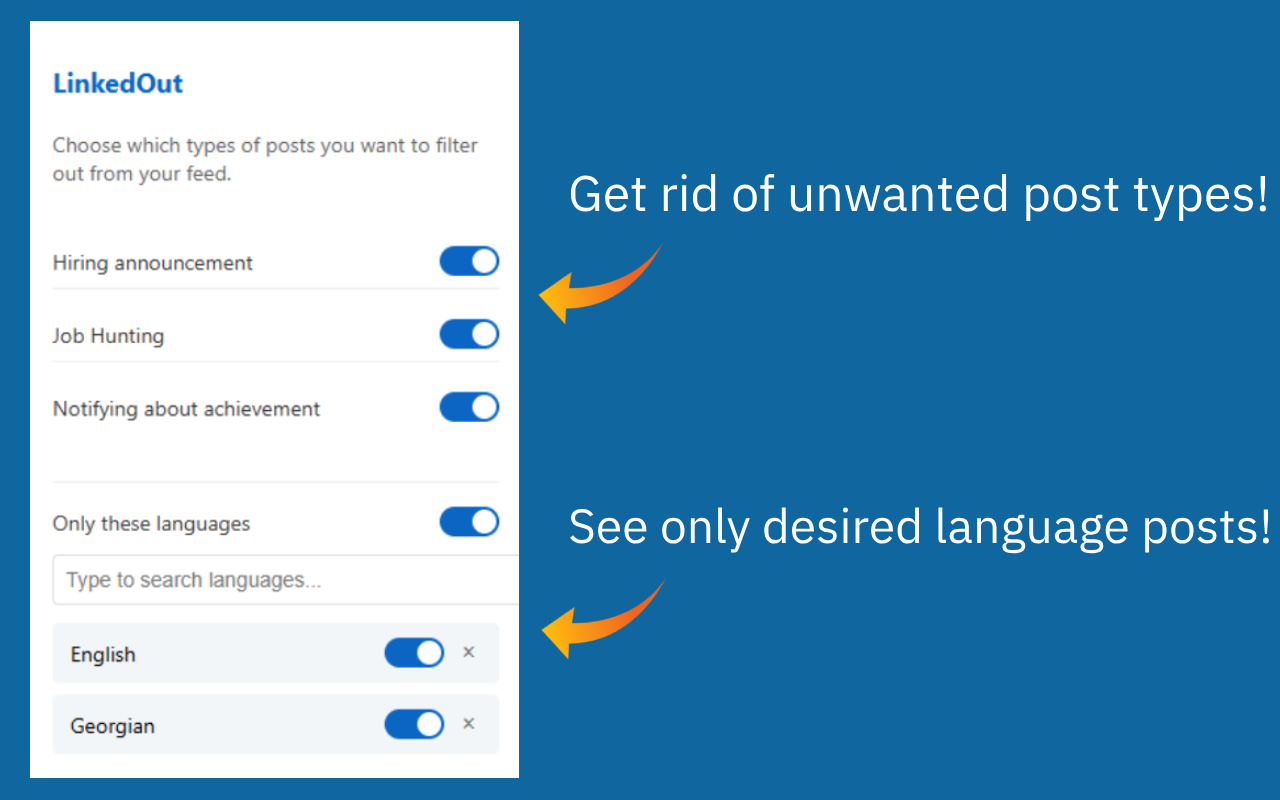 LinkedOut
Choose which types of posts you want to filter
out from your feed.
Hiring announcement
Job Hunting
Notifying about achievement
Only these languages
Type to search languages...
English ×
Georgian ×
Get rid of unwanted post types!
See only desired language posts!